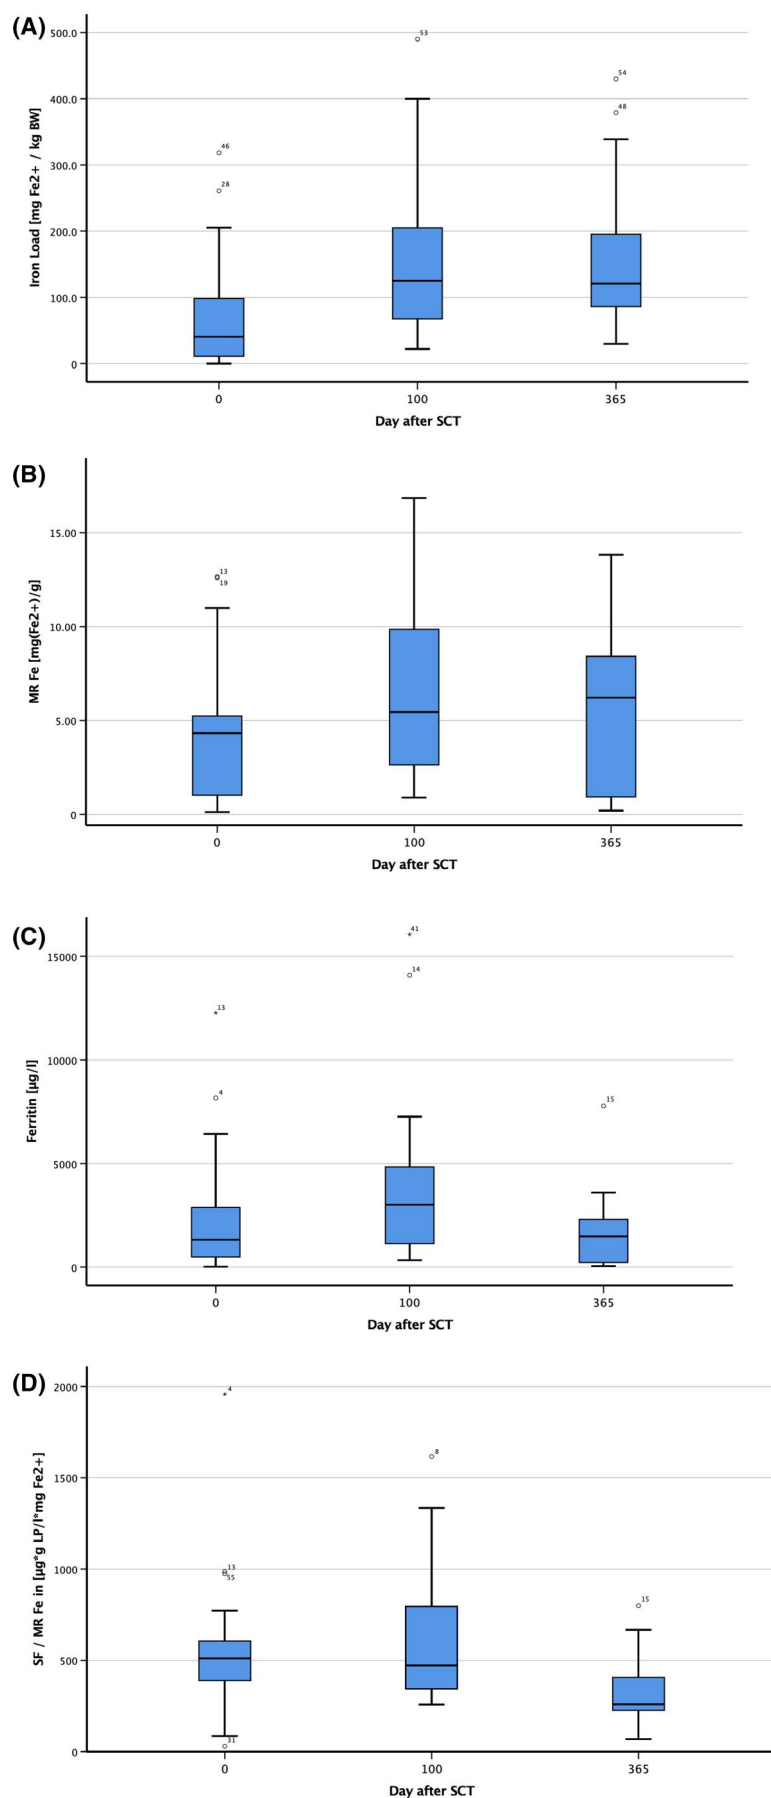 (A)
500.0
400.0
300.0
200.0
100.0
0
Iron Load [mg Fe2+ / kg BW]
46
28
53
54
48
0 100 365
Day after SCT
(B)
15.00
10.00
5.00
0
MR Fe [mg(Fe2+)/g]
13
19
0 100 365
Day after SCT
(C)
15000
10000
5000
0
Ferritin [µg/l]
13
4
41
14
15
0 100 365
Day after SCT
(D)
2000
1500
1000
500
0
SF / MR Fe in [µg*g LP/l*mg Fe2+]
4
13
55
31
8
15
0 100 365
Day after SCT